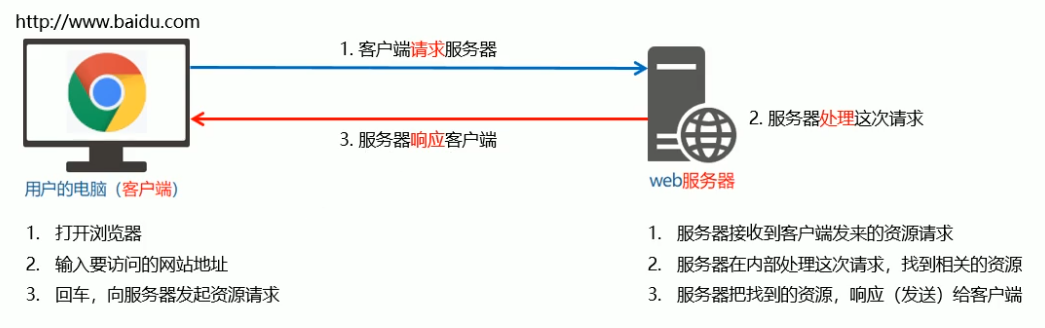 http://www.baidu.com
1. 客户端请求服务器
2. 服务器处理这次请求
3. 服务器响应客户端
用户的电脑（客户端）
web服务器
1. 打开浏览器
2. 输入要访问的网站地址
3. 回车，向服务器发起资源请求
1. 服务器接收到客户端发来的资源请求
2. 服务器在内部处理这次请求，找到相关的资源
3. 服务器把找到的资源，响应（发送）给客户端